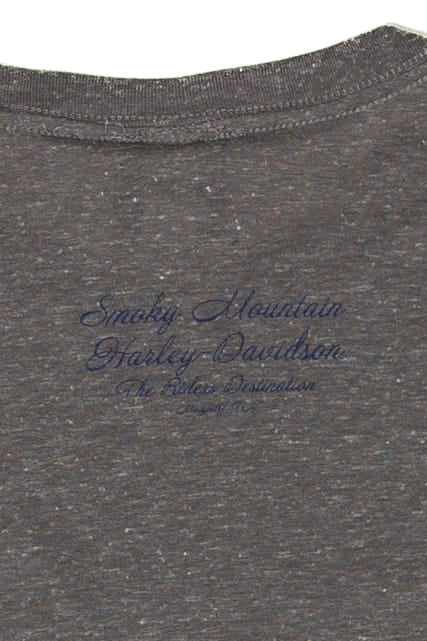 Smoky Mountain
Harley-Davidson
The Riders Destination